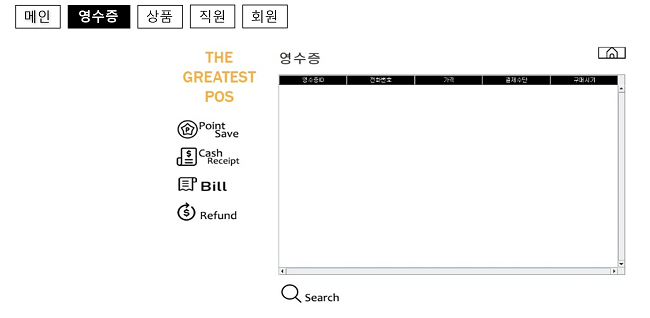 메인 영수증 상품 직원 회원
THE
GREATEST
POS
영수증
영수증ID 전화번호 가격 결제수단 구매시기
Point
Save
Cash
Receipt
Bill
Refund
Search